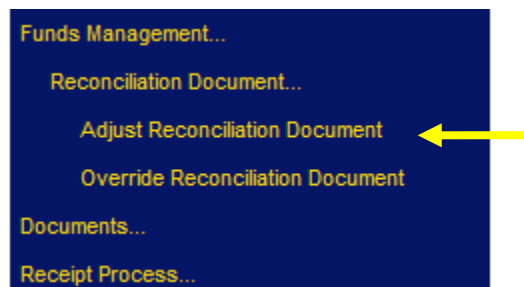 Funds Management...
Reconciliation Document...
Adjust Reconciliation Document
Override Reconciliation Document
Documents...
Receipt Process...